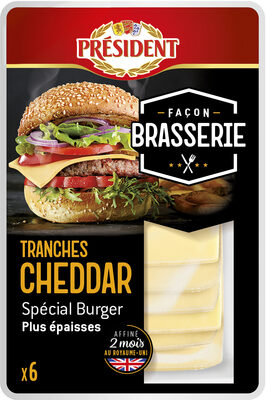 PRÉSIDENT
FAÇON
BRASSERIE
TRANCHES
CHEDDAR
Spécial Burger
Plus épaisses
AFFINÉ
2 mois
AU ROYAUME-UNI
x6